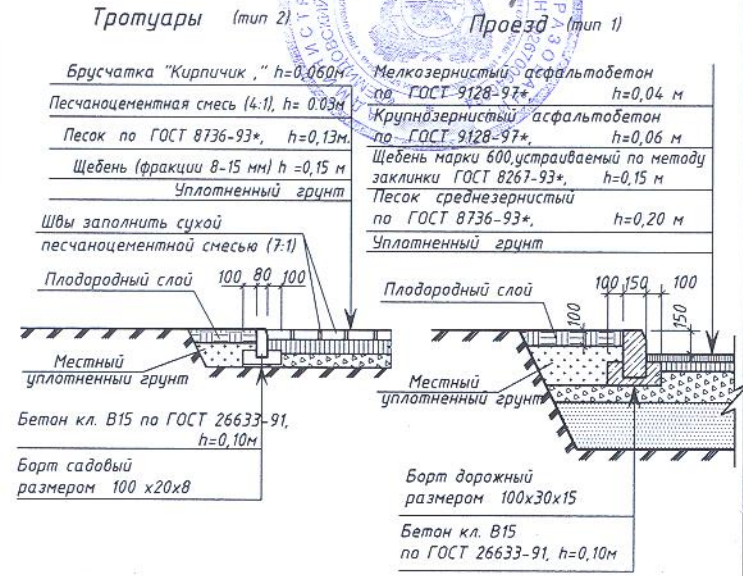 Тротуары (тип 2)
Брусчатка "Кирпичик ," h=0,060м
Песчаноцементная смесь (4:1), h= 0.03м
Песок по ГОСТ 8736-93*, h=0,13м.
Щебень (фракции 8-15 мм) h =0,15 м
Уплотненный грунт
Швы заполнить сухой
песчаноцементной смесью (7:1)
Плодородный слой
100 80 100
Местный
уплотненный грунт
Бетон кл. В15 по ГОСТ 26633-91,
h=0,10м
Борт садовый
размером 100 х20х8
Проезд (тип 1)
Мелкозернистый асфальтобетон
по ГОСТ 9128-97*, h=0,04 м
Крупнозернистый асфальтобетон
по ГОСТ 9128-97*, h=0,06 м
Щебень марки 600,устраиваемый по методу
заклинки ГОСТ 8267-93*, h=0,15 м
Песок среднезернистый
по ГОСТ 8736-93*, h=0,20 м
Уплотненный грунт
Плодородный слой
100 150 100
100
150
Местный
уплотненный грунт
Борт дорожный
размером 100х30х15
Бетон кл. В15
по ГОСТ 26633-91, h=0,10м